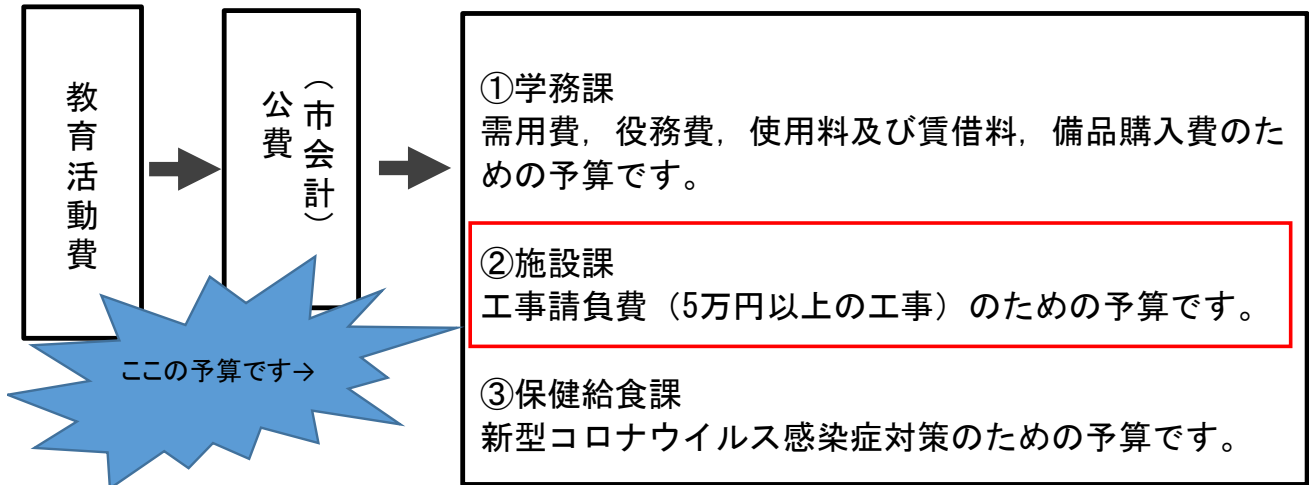 教育活動費
公費
（市会計）
①学務課
需用費，役務費，使用料及び賃借料，備品購入費のた
めの予算です。
②施設課
工事請負費（5万円以上の工事）のための予算です。
③保健給食課
新型コロナウイルス感染症対策のための予算です。
ここの予算です→